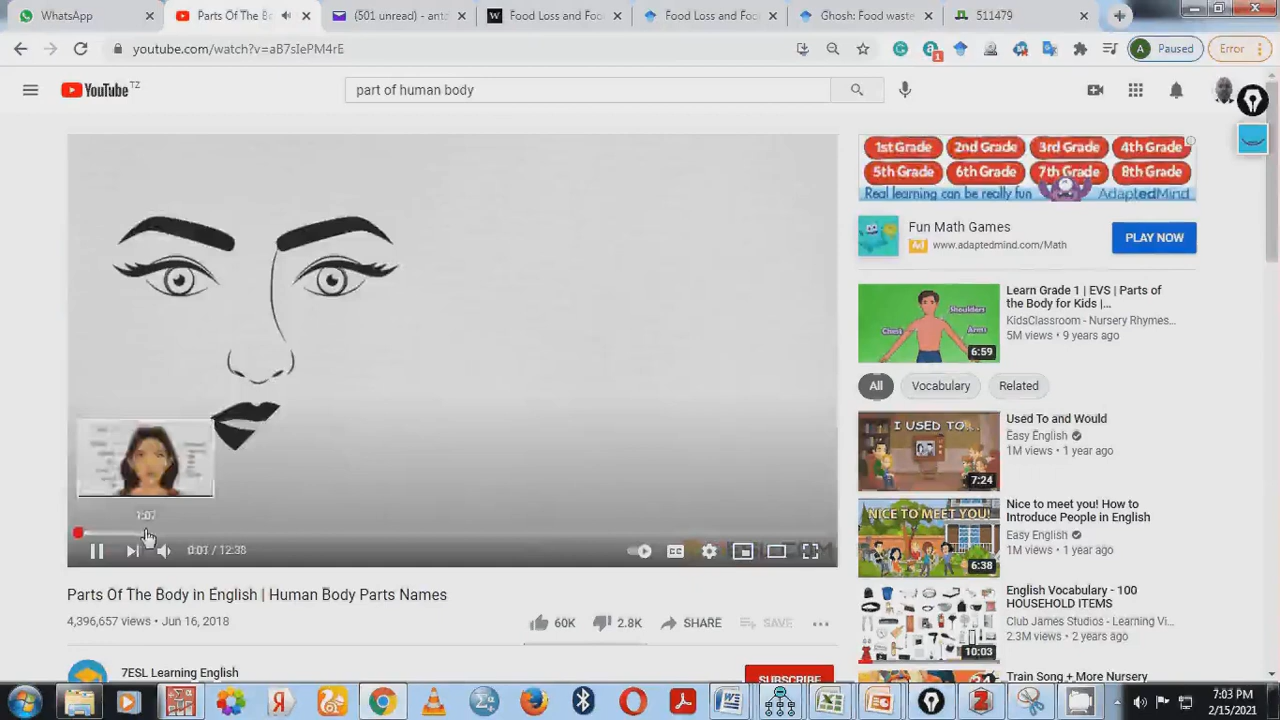 WhatsApp
Parts Of The B
(501 unread) - ant
Food Loss and Foo
Food Loss and Foo
Ghosh: Food waste
511479
youtube.com/watch?v=aB7sIePM4rE
1
A
Paused
Error
YouTube TZ
part of human body
1st Grade
2nd Grade
3rd Grade
4th Grade
5th Grade
6th Grade
7th Grade
8th Grade
Real learning can be really fun
AdaptedMind
Fun Math Games
Ad
www.adaptedmind.com/Math
PLAY NOW
Shoulders
Chest
Arms
6:59
Learn Grade 1 | EVS | Parts of
the Body for Kids |...
KidsClassroom - Nursery Rhymes...
5M views • 9 years ago
All
Vocabulary
Related
I USED TO...
7:24
Used To and Would
Easy English
1M views • 1 year ago
NICE TO MEET YOU!
6:38
Nice to meet you! How to
Introduce People in English
Easy English
1M views • 1 year ago
10:03
English Vocabulary - 100
HOUSEHOLD ITEMS
Club James Studios - Learning Vi...
2.3M views • 2 years ago
Train Song + More Nursery
1:07
0:01 / 12:38
CC
Parts Of The Body in English | Human Body Parts Names
4,396,657 views • Jun 16, 2018
60K
2.8K
SHARE
SAVE
7ESL Learning English
SUBSCRIBE
7:03 PM
2/15/2021